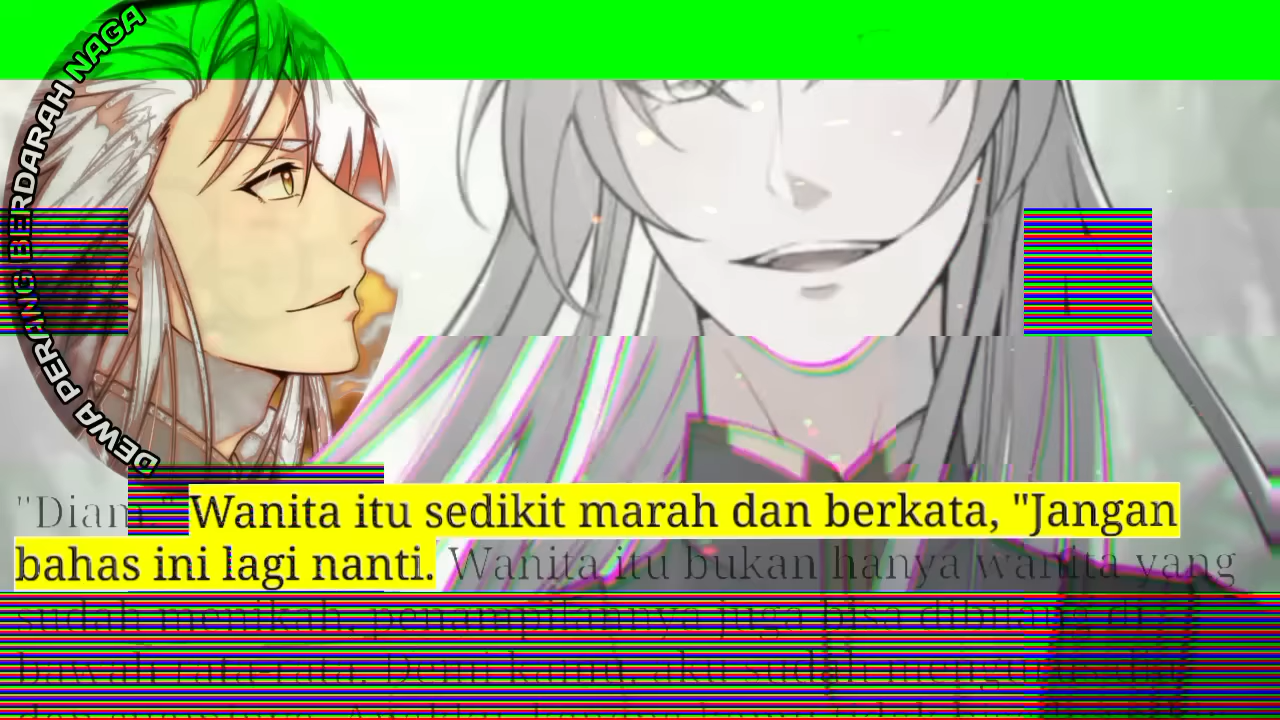 DEWA PERANG BERDARAH NAGA
"Diam." Wanita itu sedikit marah dan berkata, "Jangan
bahas ini lagi nanti. Wanita itu bukan hanya wanita yang
sudah menikah, penampilannya juga bisa dibilang di
bawah rata-rata. Demi kamu, aku sudah